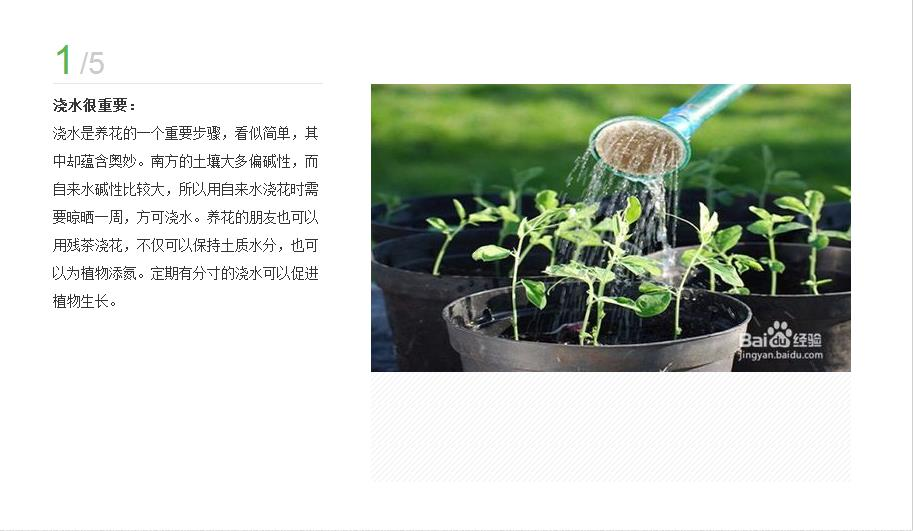 1/5
浇水很重要：
浇水是养花的一个重要步骤，看似简单，其
中却蕴含奥妙。南方的土壤大多偏碱性，而
自来水碱性比较大，所以用自来水浇花时需
要晾晒一周，方可浇水。养花的朋友也可以
用残茶浇花，不仅可以保持土质水分，也可
以为植物添氮。定期有分寸的浇水可以促进
植物生长。
Bai du 经验
jingyan.baidu.com